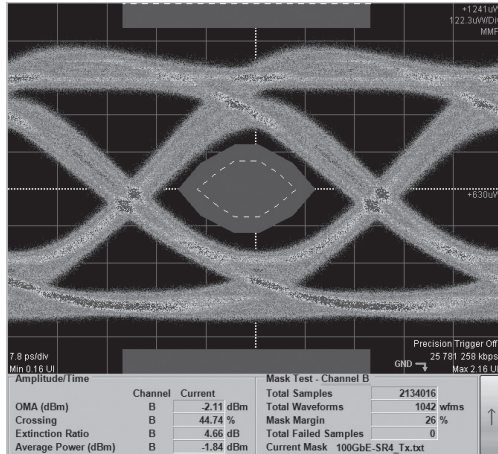 +1241uW
122.3uW/DI
MMF
+630uW
Precision Trigger Off
7.8 ps/div
GND
25 781 258 kbps
Min 0.16 UI
Max 2.16 UI
Amplitude/Time
Channel Current
OMA (dBm) B -2.11 dBm
Crossing B 44.74 %
Extinction Ratio B 4.66 dB
Average Power (dBm) B -1.84 dBm
Mask Test - Channel B
Total Samples 2134016
Total Waveforms 1042 wfms
Mask Margin 26 %
Total Failed Samples 0
Current Mask 100GbE-SR4_Tx.txt